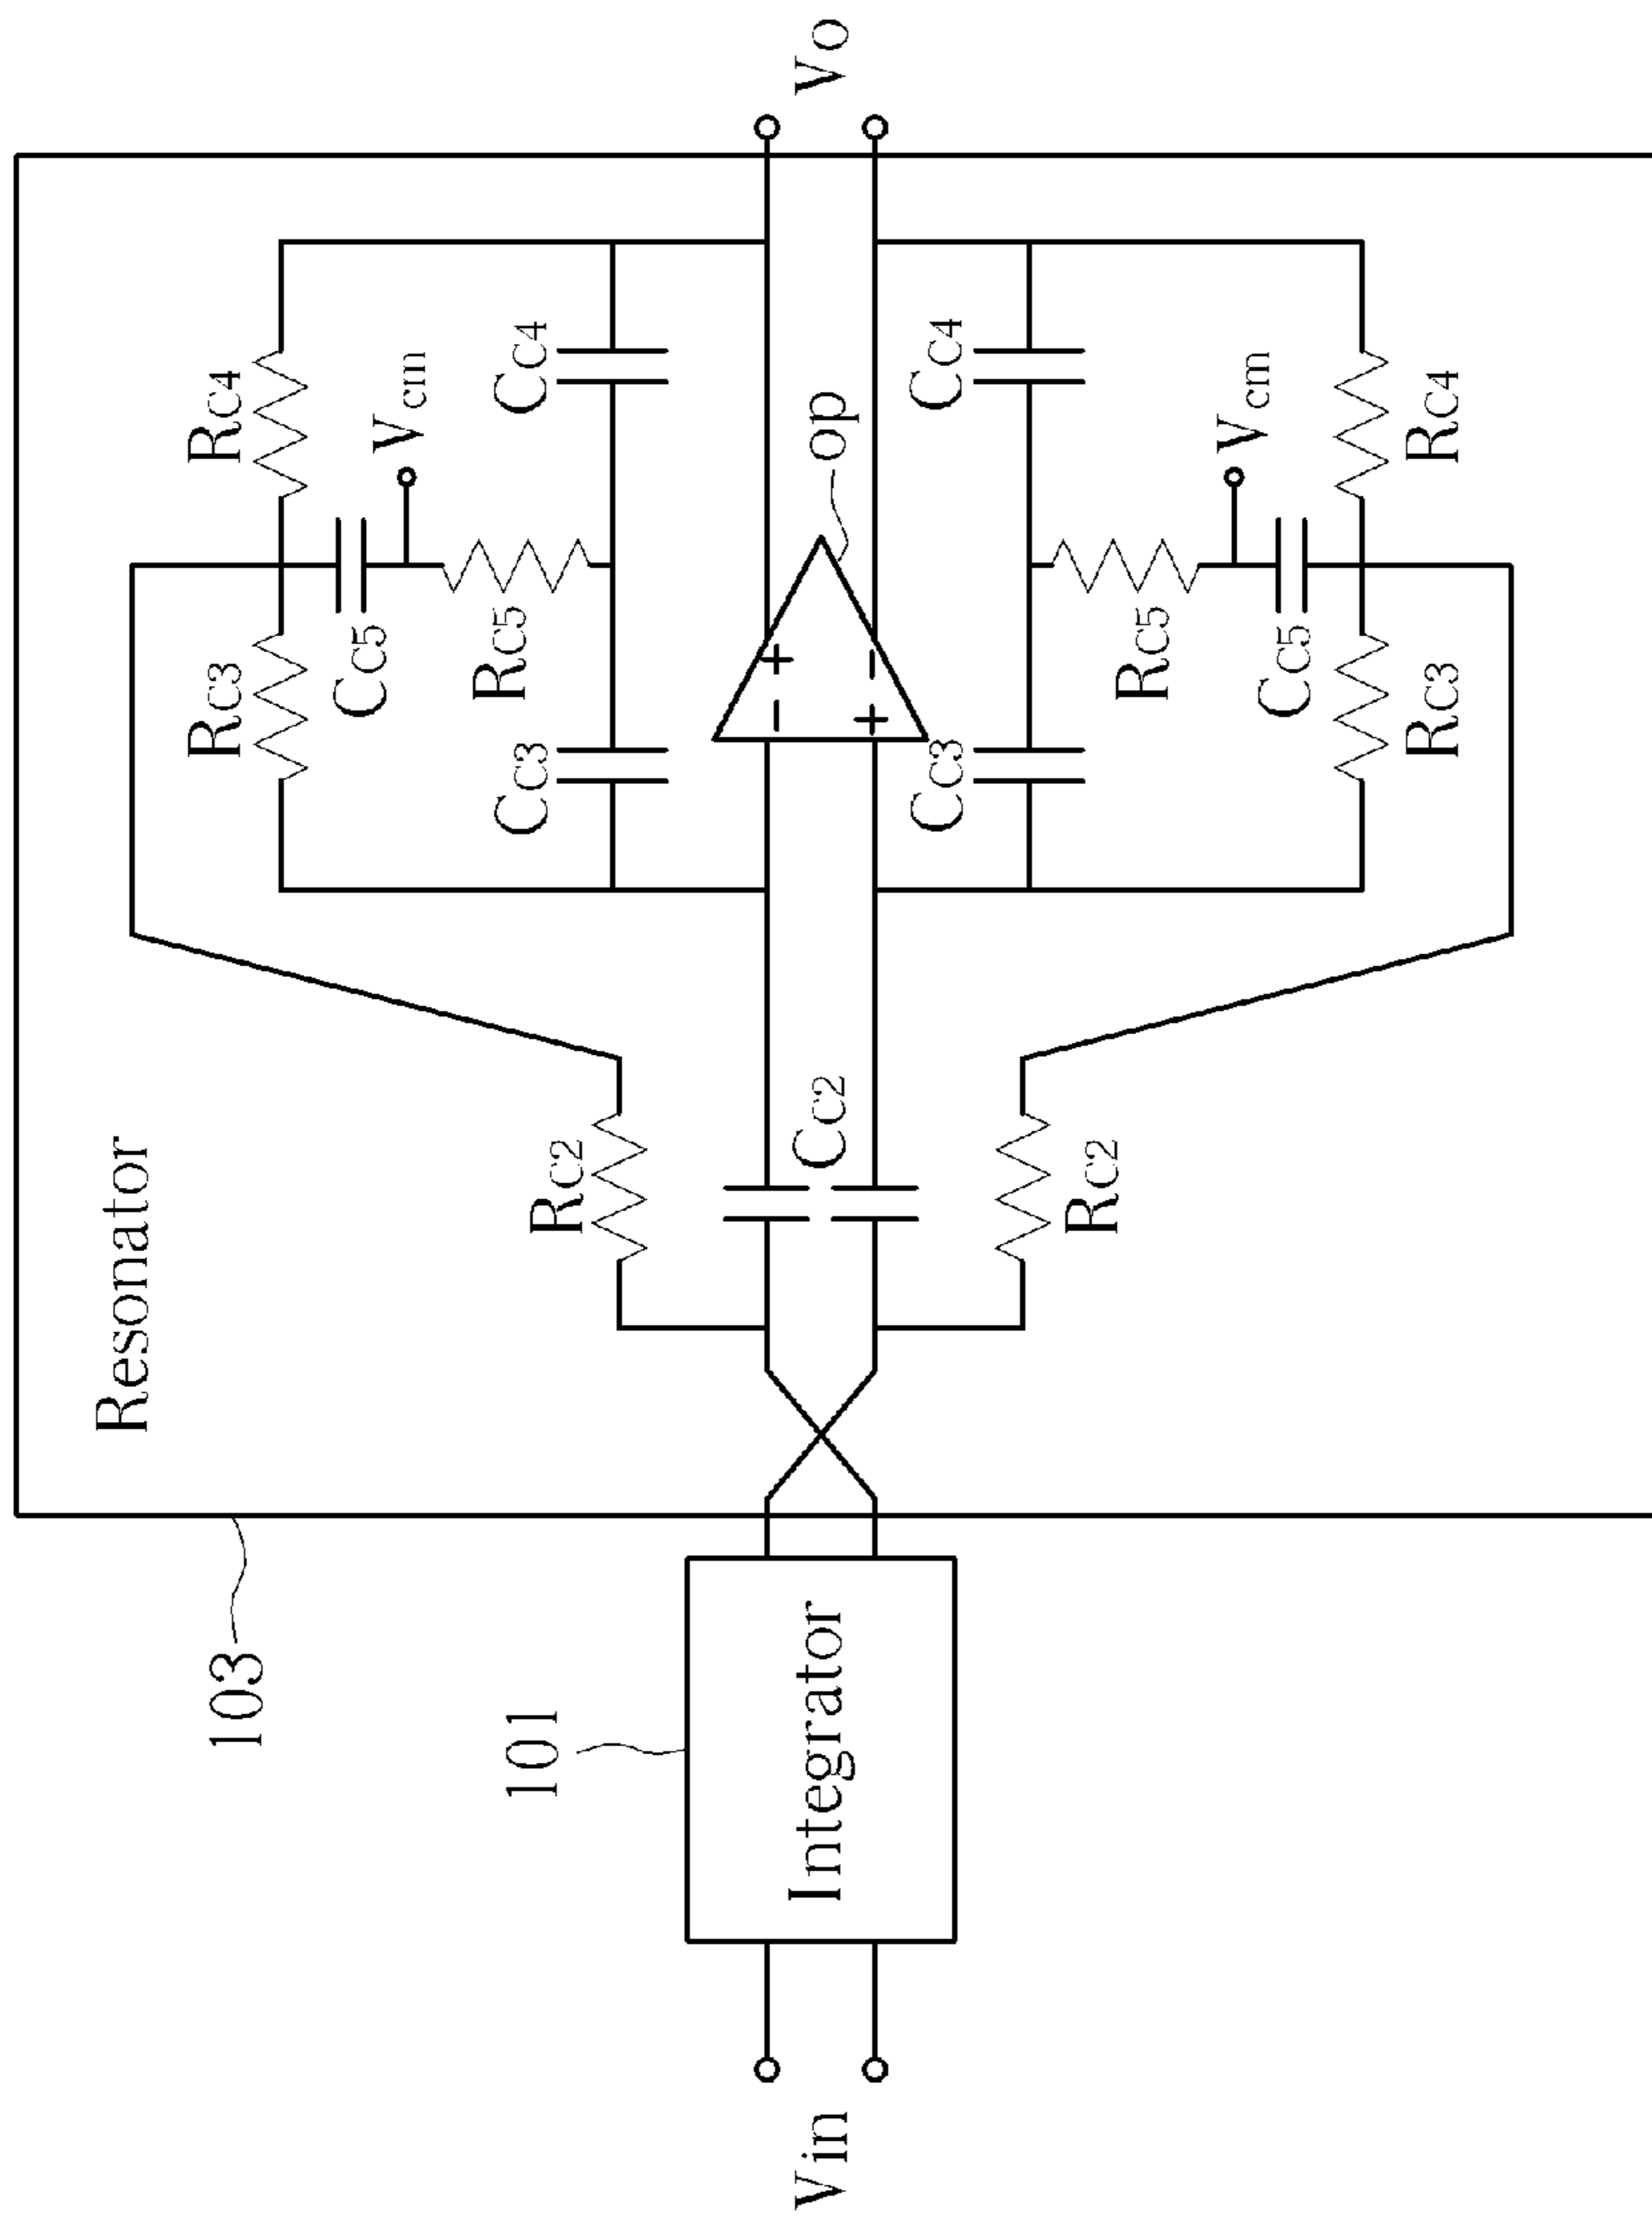 Resonator
103
101
Integrator
Vin
Vo
RC2
RC2
CC2
RC3
RC4
CC5
Vcm
RC5
CC3
CC4
op
CC3
CC4
RC5
Vcm
CC5
RC3
RC4
+
−
−
+